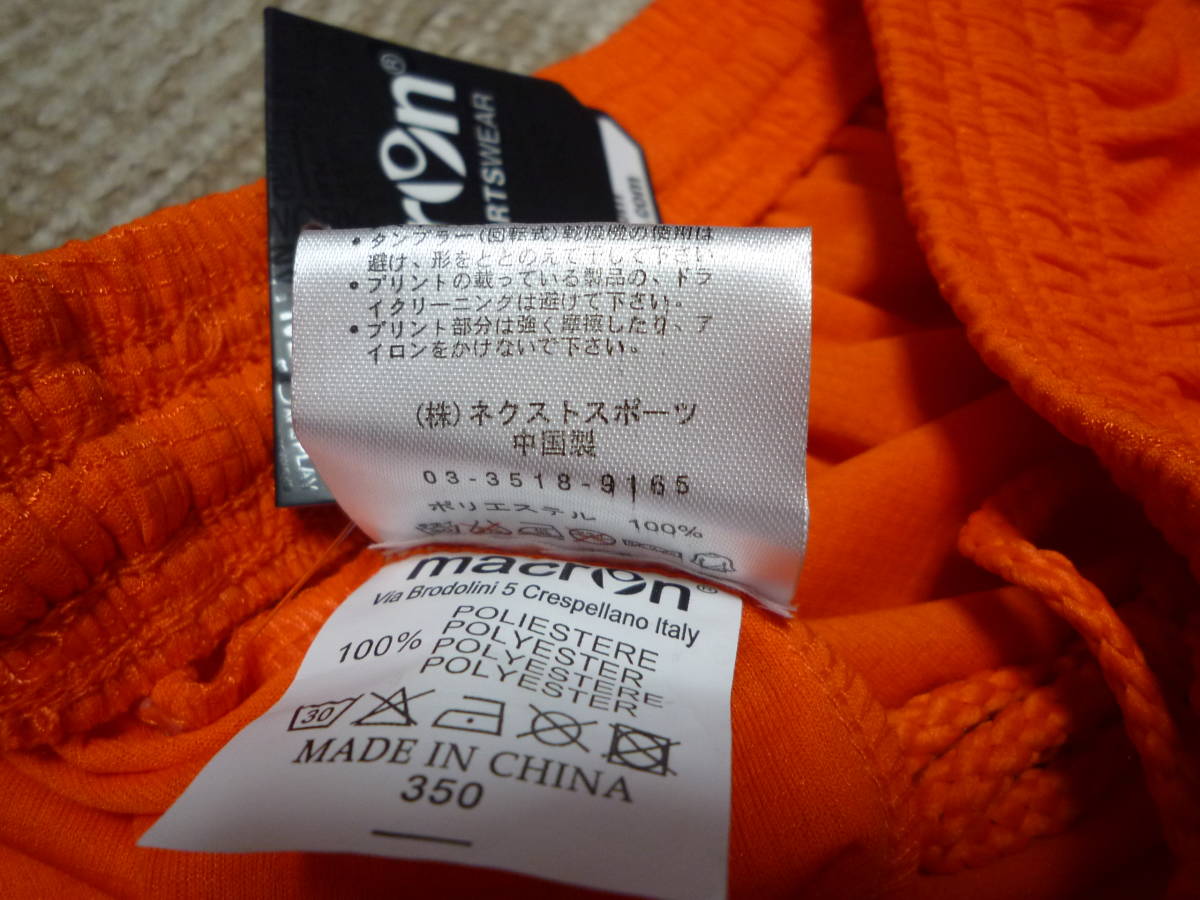 cron®
RTSWEAR
.com
• タンブラー(回転式)乾燥機の使用は
避け、形をととのえて干して下さい
• プリントの載っている製品の、ドラ
イクリーニングは避けて下さい。
• プリント部分は強く摩擦したり、ア
イロンをかけないで下さい。
(株)ネクストスポーツ
中国製
03-3518-9165
ポリエステル 100%
macron®
Via Brodolini 5 Crespellano Italy
100% POLIESTERE
POLYESTER
POLYESTERE
POLYESTER
30
MADE IN CHINA
350